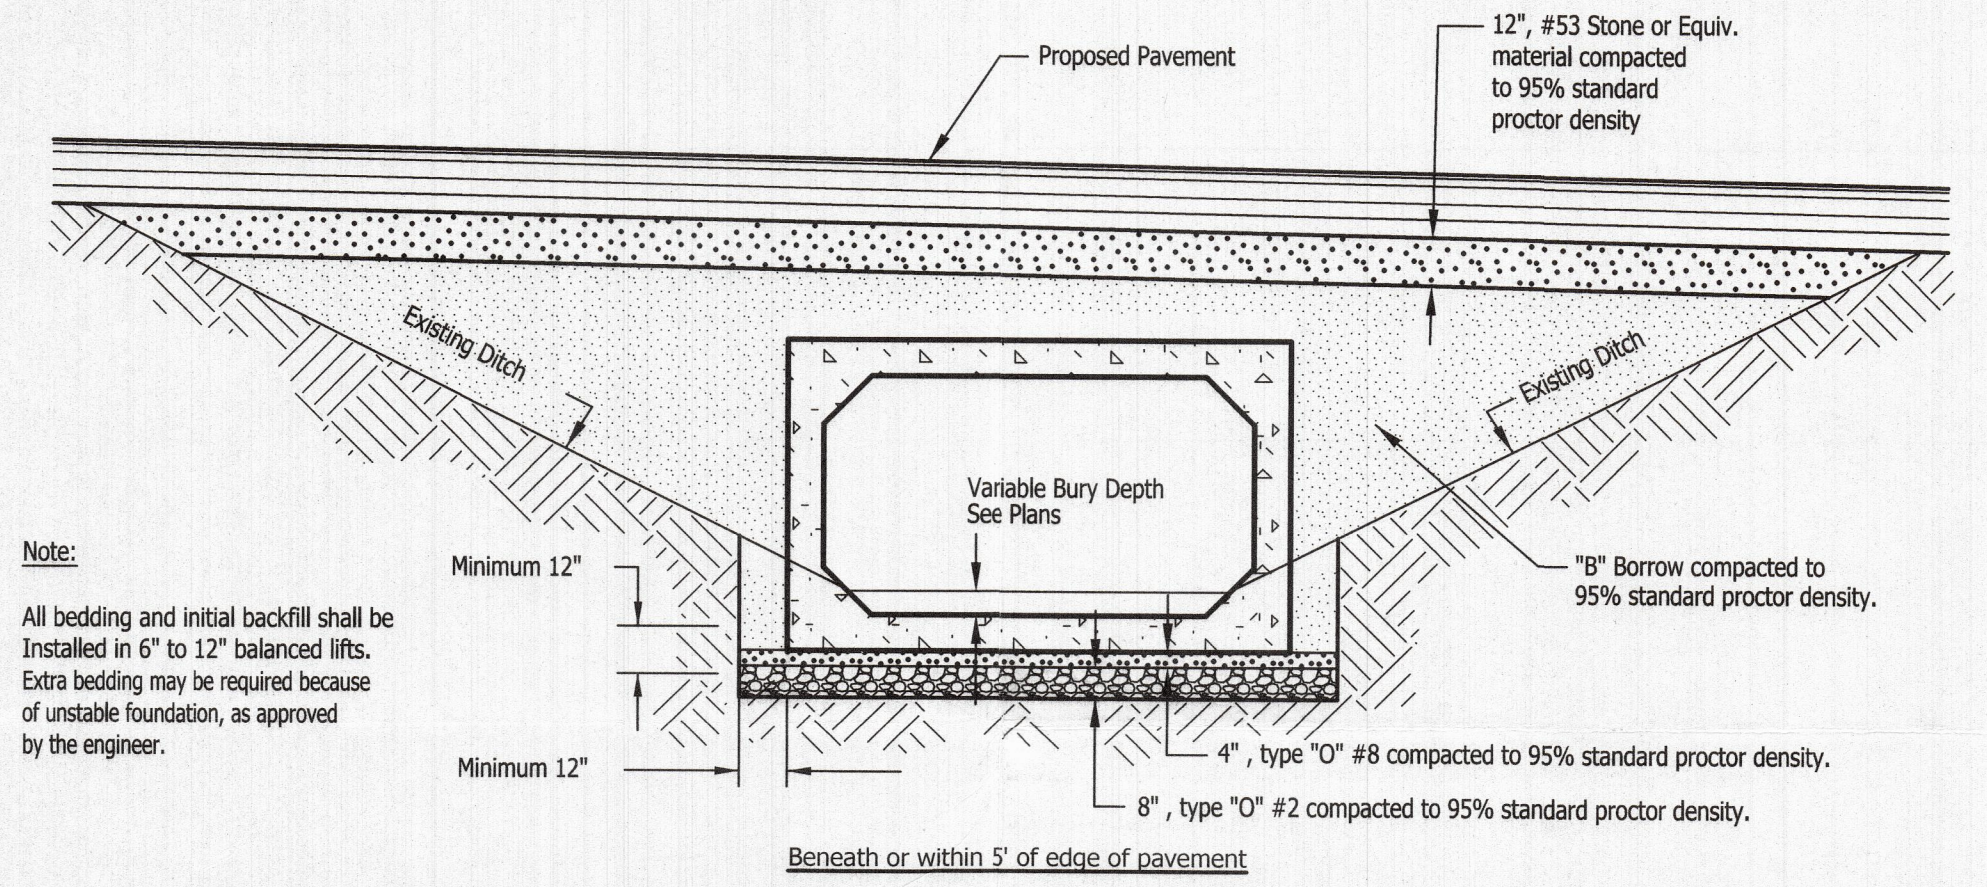 Proposed Pavement
12", #53 Stone or Equiv.
material compacted
to 95% standard
proctor density
Existing Ditch
Existing Ditch
Variable Bury Depth
See Plans
Note:
All bedding and initial backfill shall be
Installed in 6" to 12" balanced lifts.
Extra bedding may be required because
of unstable foundation, as approved
by the engineer.
Minimum 12"
"B" Borrow compacted to
95% standard proctor density.
Minimum 12"
4" , type "O" #8 compacted to 95% standard proctor density.
8" , type "O" #2 compacted to 95% standard proctor density.
Beneath or within 5' of edge of pavement